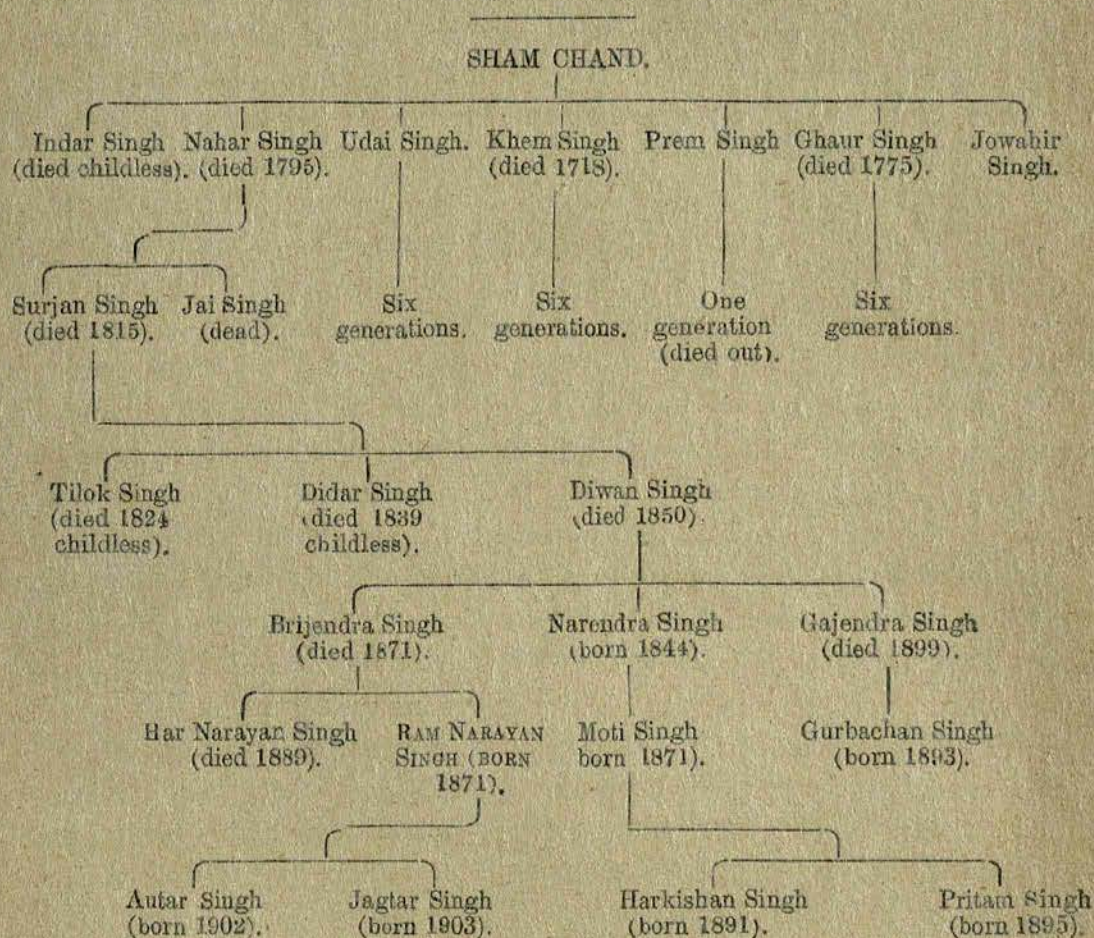 SHAM CHAND.
Indar Singh Nahar Singh Udai Singh. Khem Singh Prem Singh Ghaur Singh Jowahir
(died childless). (died 1795). (died 1718). (died 1775). Singh.
Surjan Singh Jai Singh Six Six One Six
(died 1815). (dead). generations. generations. generation generations.
(died out).
Tilok Singh Didar Singh Diwan Singh
(died 1824 (died 1839 (died 1850).
childless). childless).
Brijendra Singh Narendra Singh Gajendra Singh
(died 1871). (born 1844). (died 1899).
Har Narayan Singh RAM NARAYAN Moti Singh Gurbachan Singh
(died 1889). SINGH (BORN born 1871). (born 1893).
1871).
Autar Singh Jagtar Singh Harkishan Singh Pritam Singh
(born 1902). (born 1903). (born 1891). (born 1895).